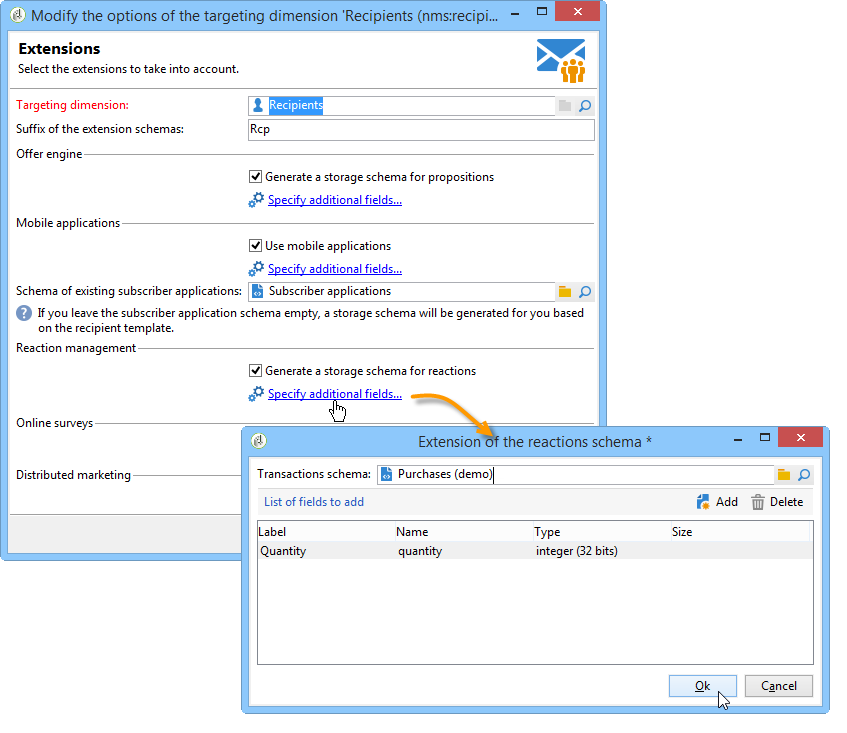 Modify the options of the targeting dimension 'Recipients (nms:recipi...
Extensions
Select the extensions to take into account.
Targeting dimension: Recipients
Suffix of the extension schemas: Rcp
Offer engine
Generate a storage schema for propositions
Specify additional fields...
Mobile applications
Use mobile applications
Specify additional fields...
Schema of existing subscriber applications: Subscriber applications
? If you leave the subscriber application schema empty, a storage schema will be generated for you based
on the recipient template.
Reaction management
Generate a storage schema for reactions
Specify additional fields...
Online surveys
Distributed marketing
Extension of the reactions schema *
Transactions schema: Purchases (demo)
List of fields to add Add Delete
Label Name Type Size
Quantity quantity integer (32 bits)
Ok Cancel